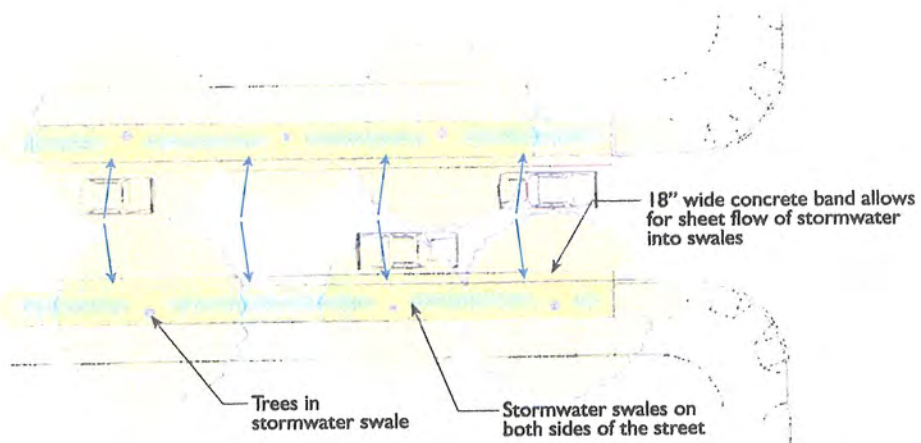 18” wide concrete band allows
for sheet flow of stormwater
into swales
Trees in
stormwater swale
Stormwater swales on
both sides of the street